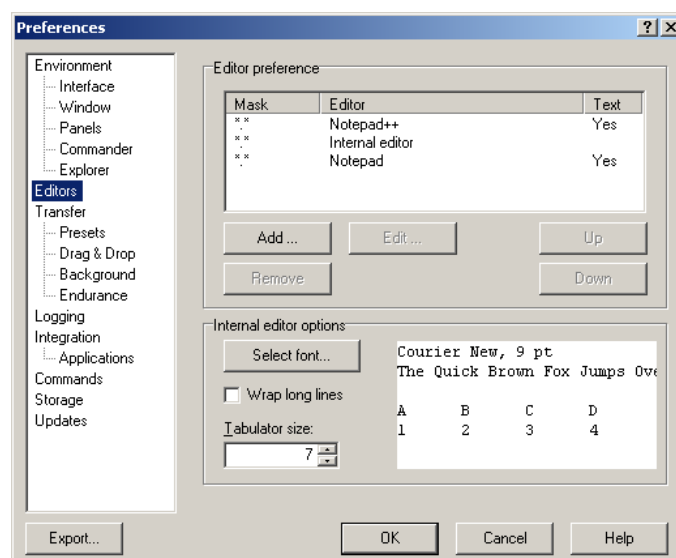 Preferences
Environment
Interface
Window
Panels
Commander
Explorer
Editors
Transfer
Presets
Drag & Drop
Background
Endurance
Logging
Integration
Applications
Commands
Storage
Updates
Editor preference
Mask Editor Text
*.* Notepad++ Yes
*.* Internal editor
*.* Notepad Yes
Add ... Edit ... Up
Remove Down
Internal editor options
Select font...
Wrap long lines
Tabulator size:
7
Courier New, 9 pt
The Quick Brown Fox Jumps Ove
A B C D
1 2 3 4
Export... OK Cancel Help